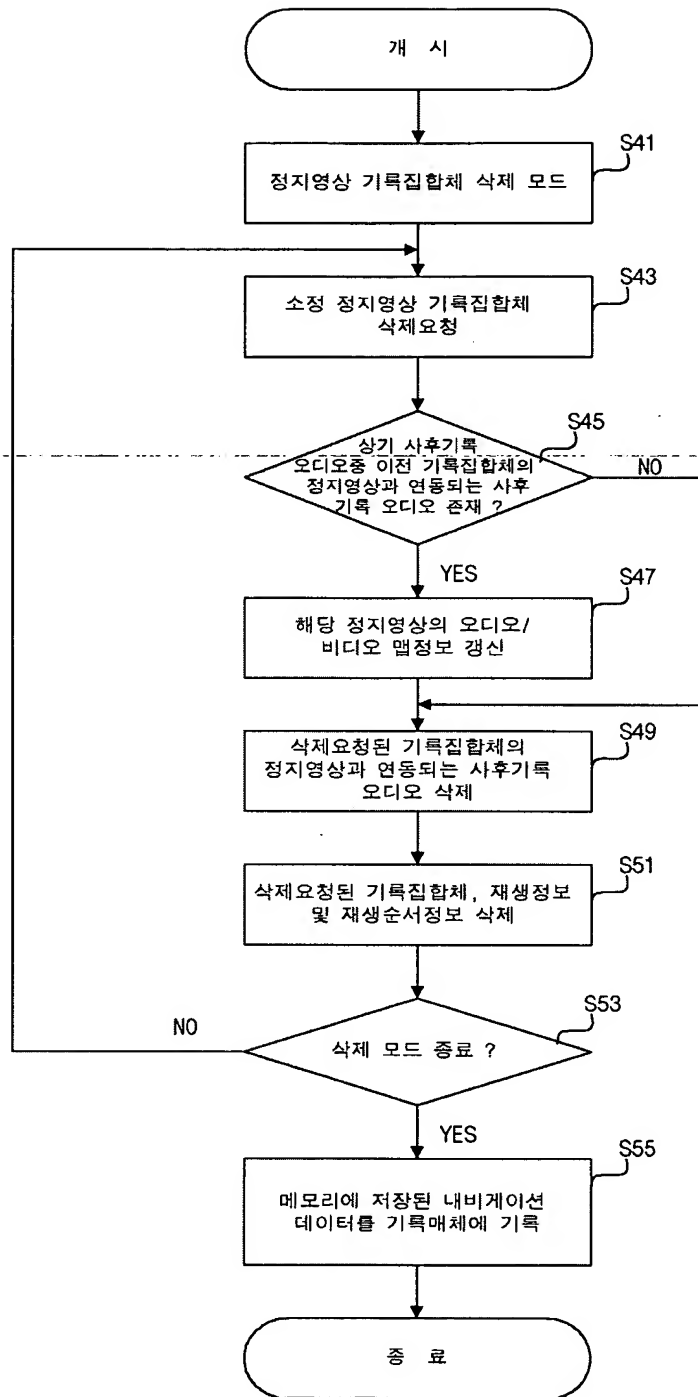 개 시
S41
정지영상 기록집합체 삭제 모드
S43
소정 정지영상 기록집합체
삭제요청
S45
상기 사후기록
오디오중 이전 기록집합체의
정지영상과 연동되는 사후
기록 오디오 존재 ?
NO
YES
S47
해당 정지영상의 오디오/
비디오 맵정보 갱신
S49
삭제요청된 기록집합체의
정지영상과 연동되는 사후기록
오디오 삭제
S51
삭제요청된 기록집합체, 재생정보
및 재생순서정보 삭제
S53
NO
삭제 모드 종료 ?
YES
S55
메모리에 저장된 내비게이션
데이터를 기록매체에 기록
종 료